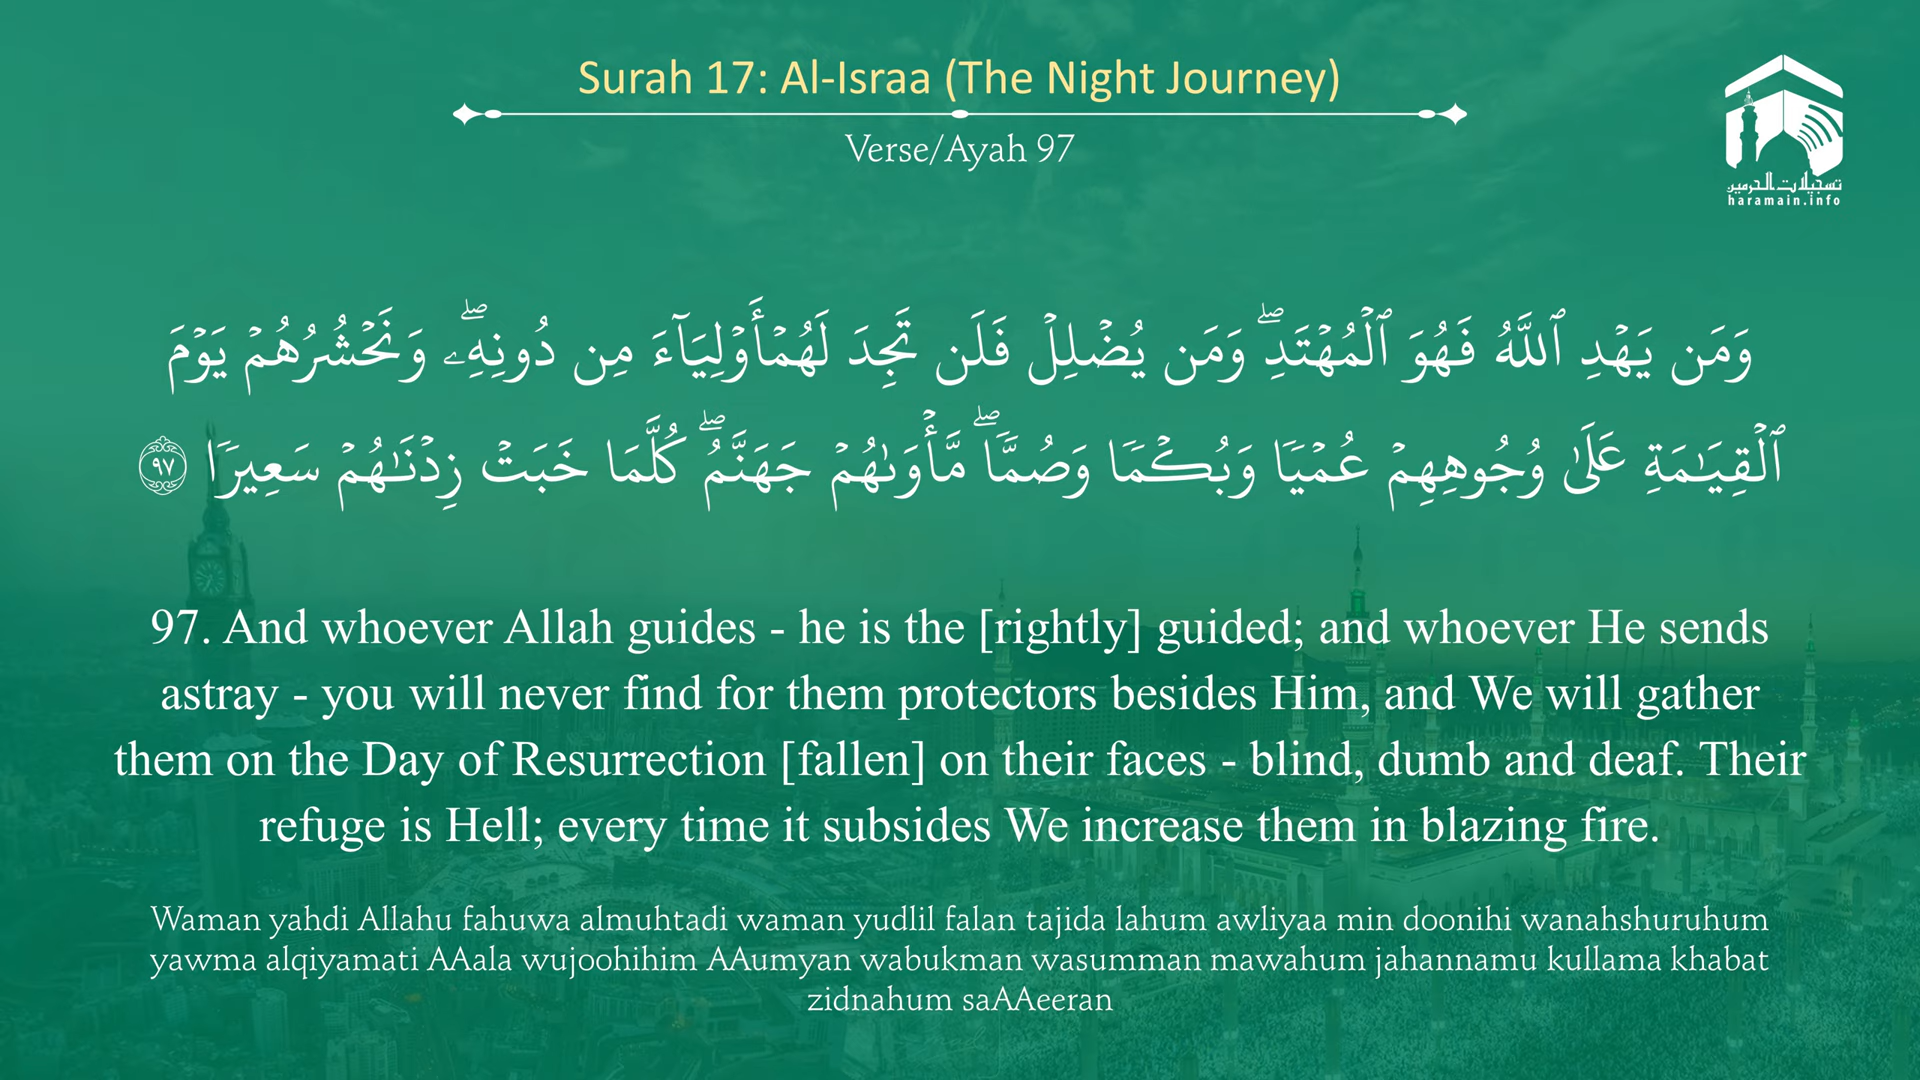 Surah 17: Al-Israa (The Night Journey)
Verse/Ayah 97
تسجيلات الحرمين
haramain.info
وَمَن يَهْدِ ٱللَّهُ فَهُوَ ٱلْمُهْتَدِ ۖ وَمَن يُضْلِلْ فَلَن تَجِدَ لَهُمْ أَوْلِيَآءَ مِن دُونِهِۦ ۖ وَنَحْشُرُهُمْ يَوْمَ
ٱلْقِيَـٰمَةِ عَلَىٰ وُجُوهِهِمْ عُمْيًا وَبُكْمًا وَصُمًّا ۖ مَّأْوَىٰهُمْ جَهَنَّمُ ۖ كُلَّمَا خَبَتْ زِدْنَـٰهُمْ سَعِيرًا ٩٧
97. And whoever Allah guides - he is the [rightly] guided; and whoever He sends
astray - you will never find for them protectors besides Him, and We will gather
them on the Day of Resurrection [fallen] on their faces - blind, dumb and deaf. Their
refuge is Hell; every time it subsides We increase them in blazing fire.
Waman yahdi Allahu fahuwa almuhtadi waman yudlil falan tajida lahum awliyaa min doonihi wanahshuruhum
yawma alqiyamati AAala wujoohihim AAumyan wabukman wasumman mawahum jahannamu kullama khabat
zidnahum saAAeeran